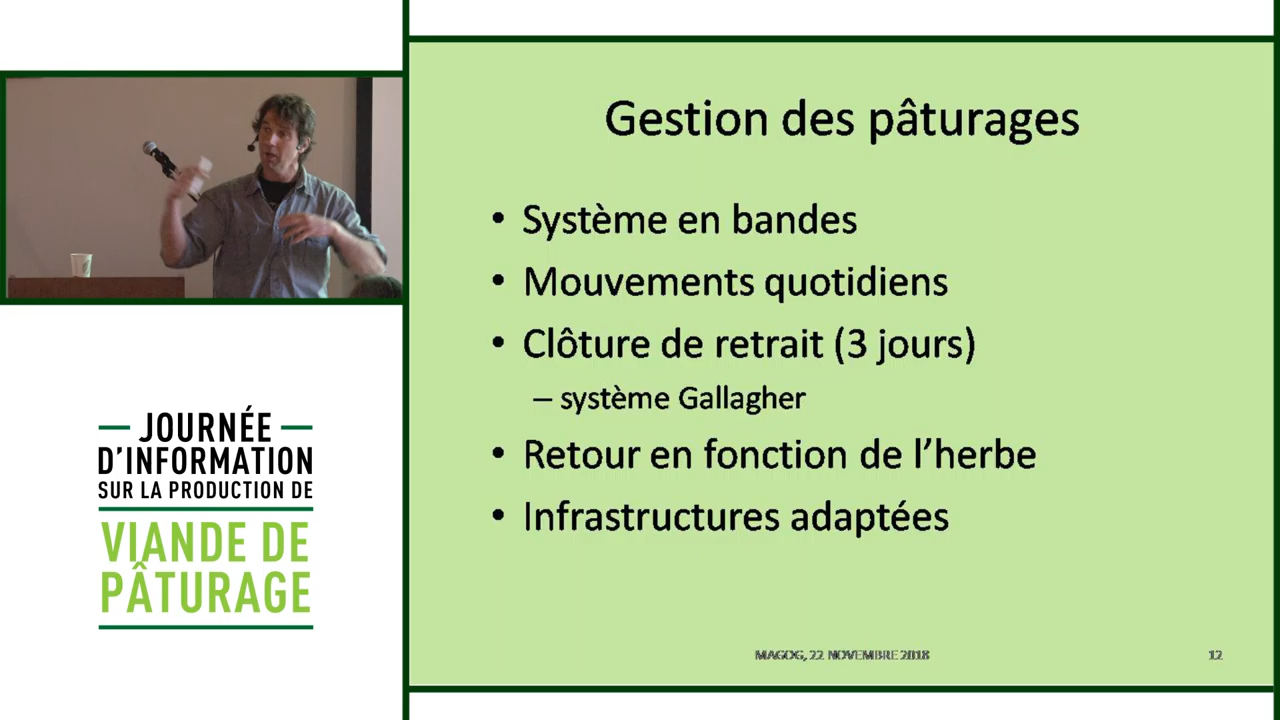 Gestion des pâturages
• Système en bandes
• Mouvements quotidiens
• Clôture de retrait (3 jours)
– système Gallagher
• Retour en fonction de l'herbe
• Infrastructures adaptées
MAGOG, 22 NOVEMBRE 2018
12
JOURNÉE
D'INFORMATION
SUR LA PRODUCTION DE
VIANDE DE
PÂTURAGE